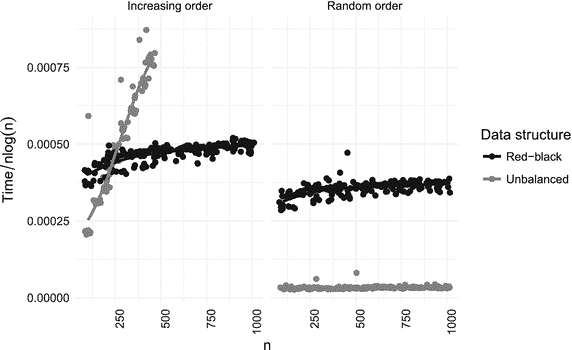 Increasing order
Random order
Time/nlog(n)
0.00075
0.00050
0.00025
0.00000
250
500
750
1000
250
500
750
1000
n
Data structure
Red−black
Unbalanced